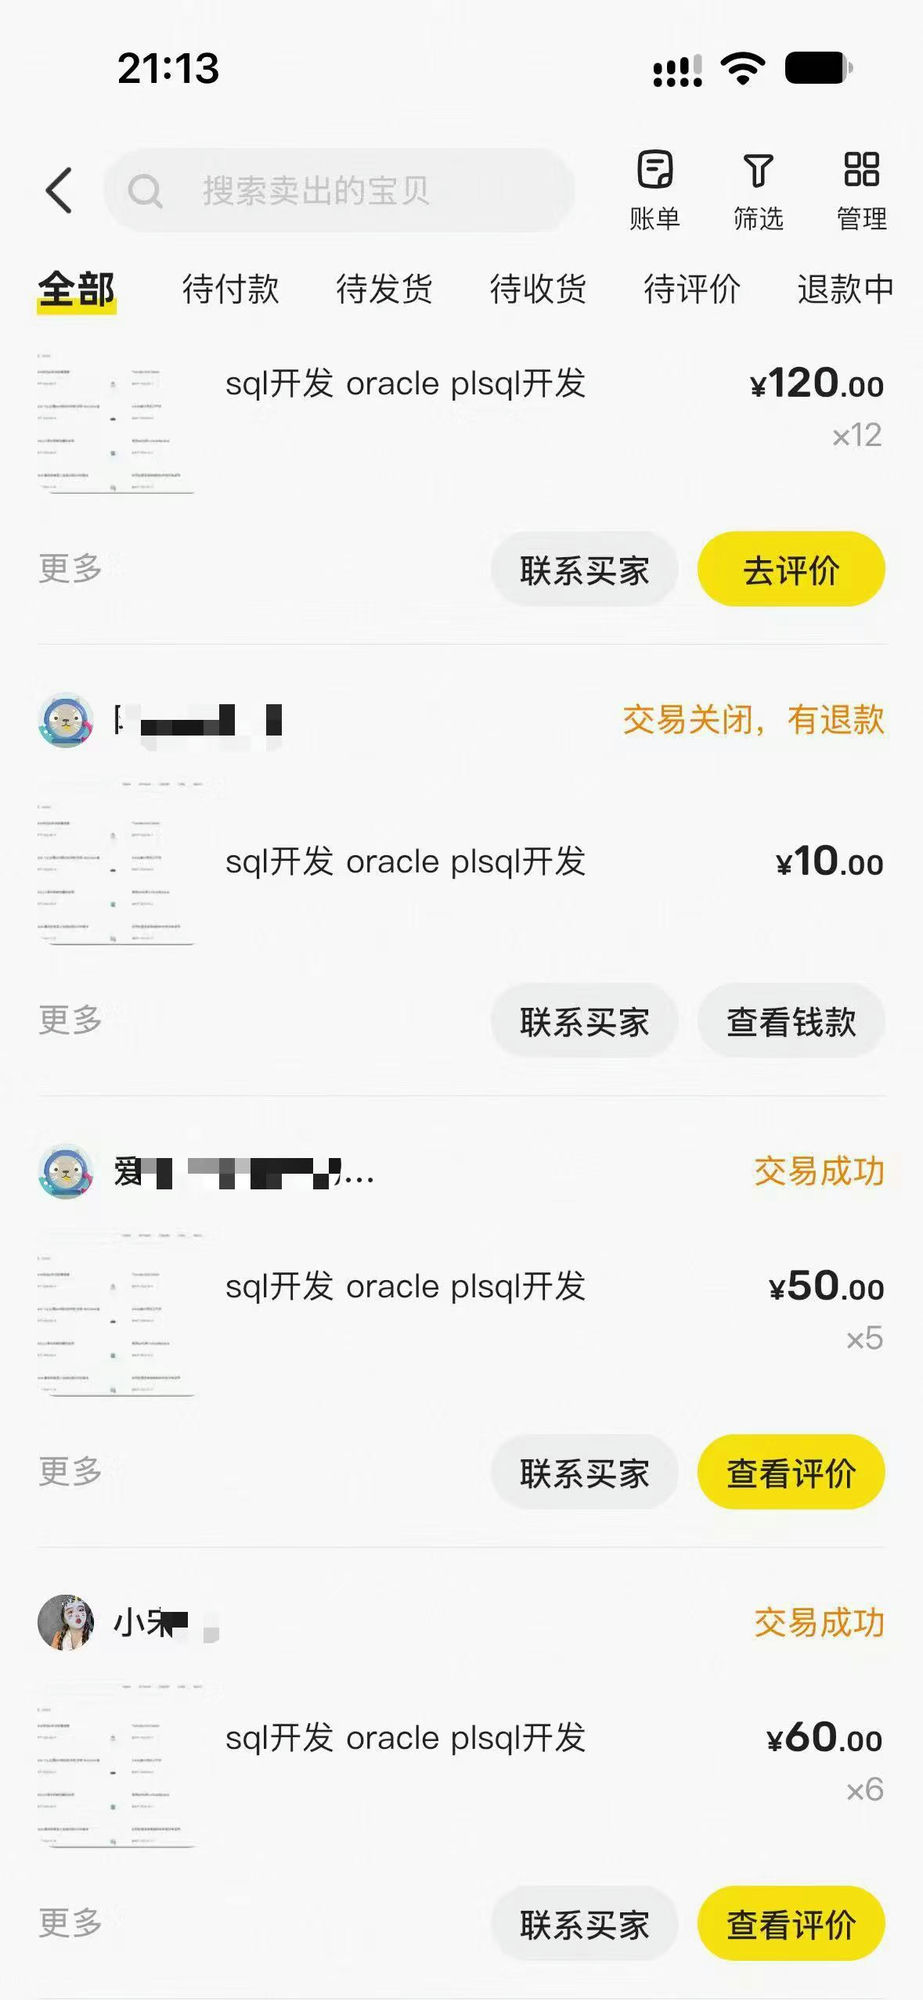 21:13
搜索卖出的宝贝
账单
筛选
管理
全部
待付款
待发货
待收货
待评价
退款中
sql开发 oracle plsql开发
¥120.00
×12
更多
联系买家
去评价
交易关闭，有退款
sql开发 oracle plsql开发
¥10.00
更多
联系买家
查看钱款
爱
...
交易成功
sql开发 oracle plsql开发
¥50.00
×5
更多
联系买家
查看评价
小宋
交易成功
sql开发 oracle plsql开发
¥60.00
×6
更多
联系买家
查看评价